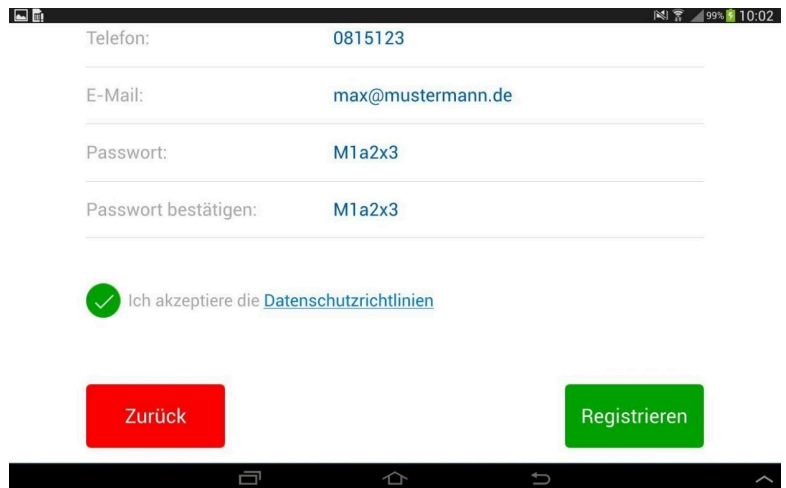 99% 10:02
Telefon: 0815123
E-Mail: max@mustermann.de
Passwort: M1a2x3
Passwort bestätigen: M1a2x3
Ich akzeptiere die Datenschutzrichtlinien
Zurück Registrieren